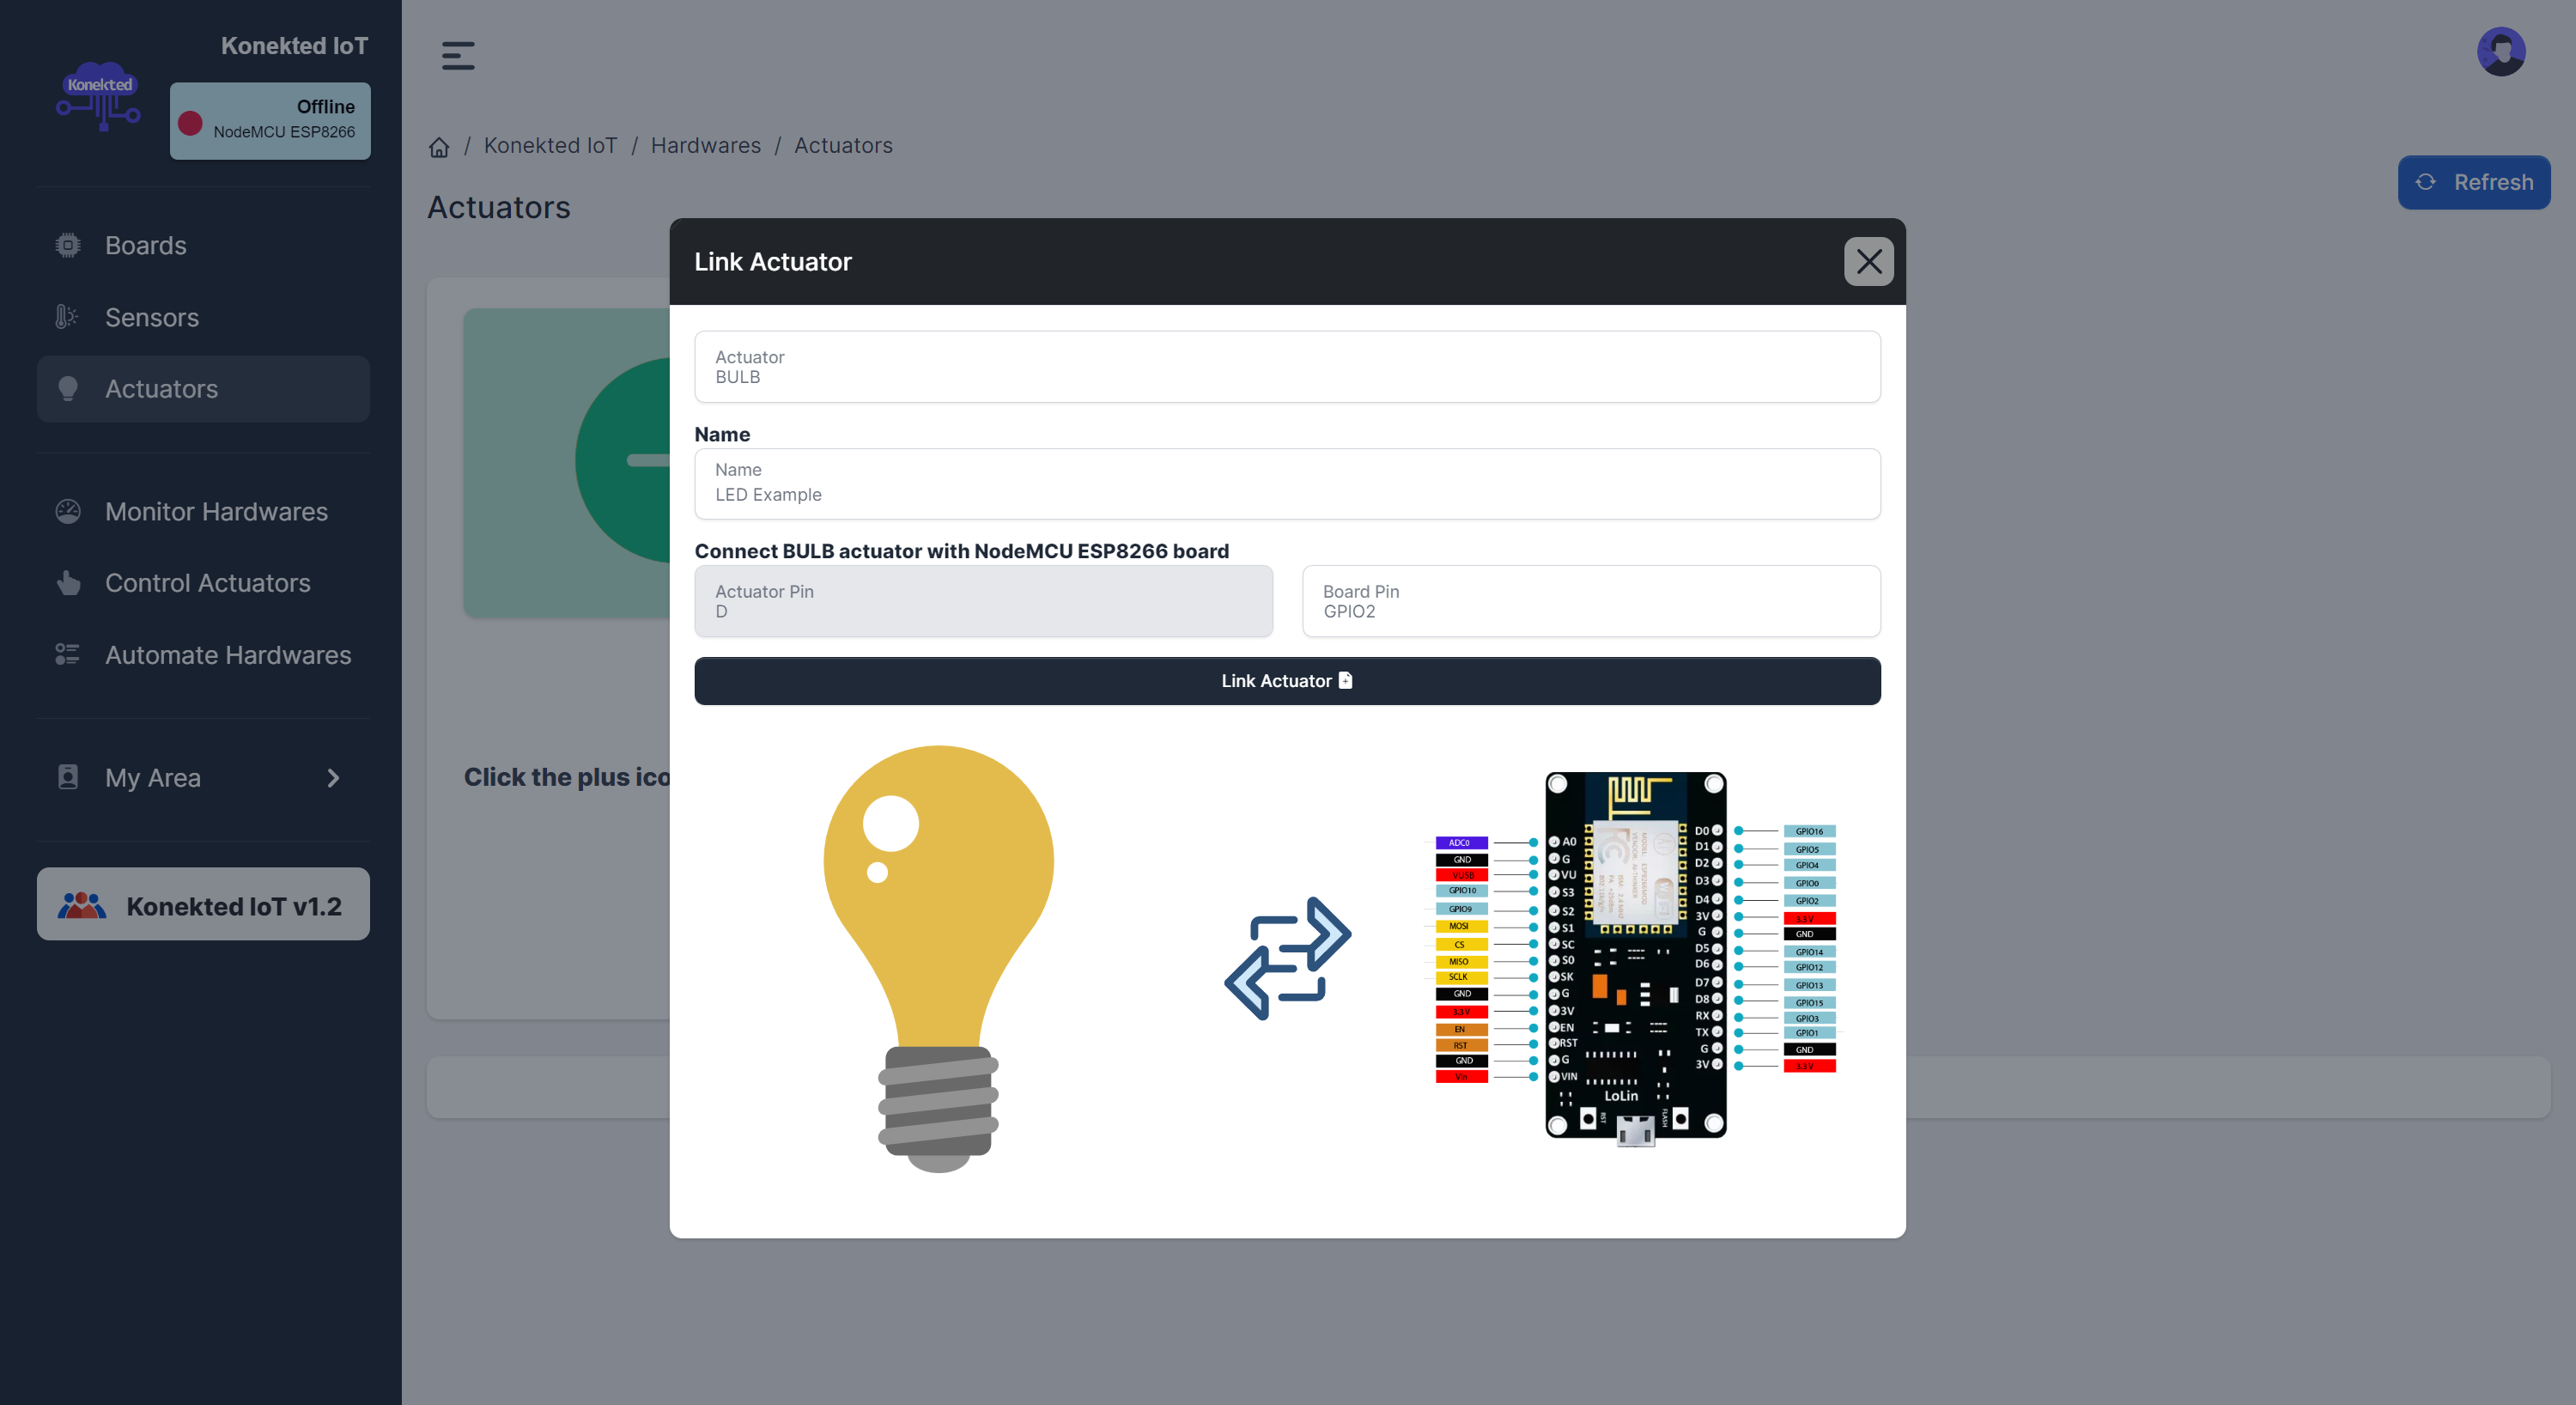 Konekted IoT
Konekted
Offline
NodeMCU ESP8266
Boards
Sensors
Actuators
Monitor Hardwares
Control Actuators
Automate Hardwares
My Area
Konekted IoT v1.2
/ Konekted IoT / Hardwares / Actuators
Refresh
Actuators
Click the plus ico
Link Actuator
Actuator
BULB
Name
Name
LED Example
Connect BULB actuator with NodeMCU ESP8266 board
Actuator Pin
D
Board Pin
GPIO2
Link Actuator
ADC0
GND
VUSB
GPIO10
GPIO9
MOSI
CS
MISO
SCLK
GND
3.3 V
EN
RST
GND
Vin
A0
G
VU
S3
S2
S1
SC
S0
SK
G
3V
EN
RST
G
VIN
D0
D1
D2
D3
D4
3V
G
D5
D6
D7
D8
RX
TX
G
3V
LoLin
RST
FLASH
GPIO16
GPIO5
GPIO4
GPIO0
GPIO2
3.3 V
GND
GPIO14
GPIO12
GPIO13
GPIO15
GPIO3
GPIO1
GND
3.3 V